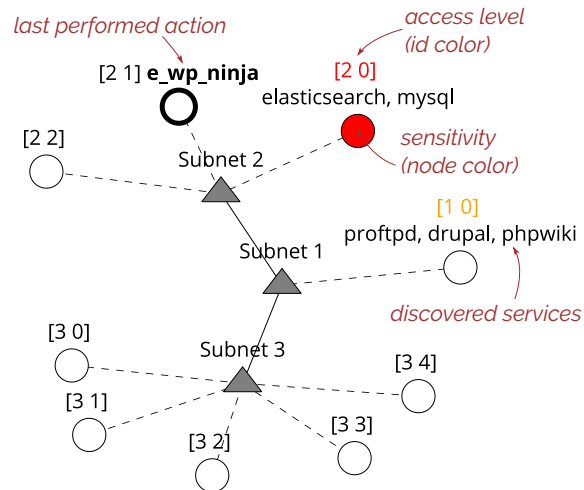 last performed action
access level
(id color)
[2 1] e_wp_ninja
[2 0]
elasticsearch, mysql
[2 2]
Subnet 2
sensitivity
(node color)
[1 0]
proftpd, drupal, phpwiki
Subnet 1
discovered services
[3 0]
Subnet 3
[3 4]
[3 1]
[3 2]
[3 3]